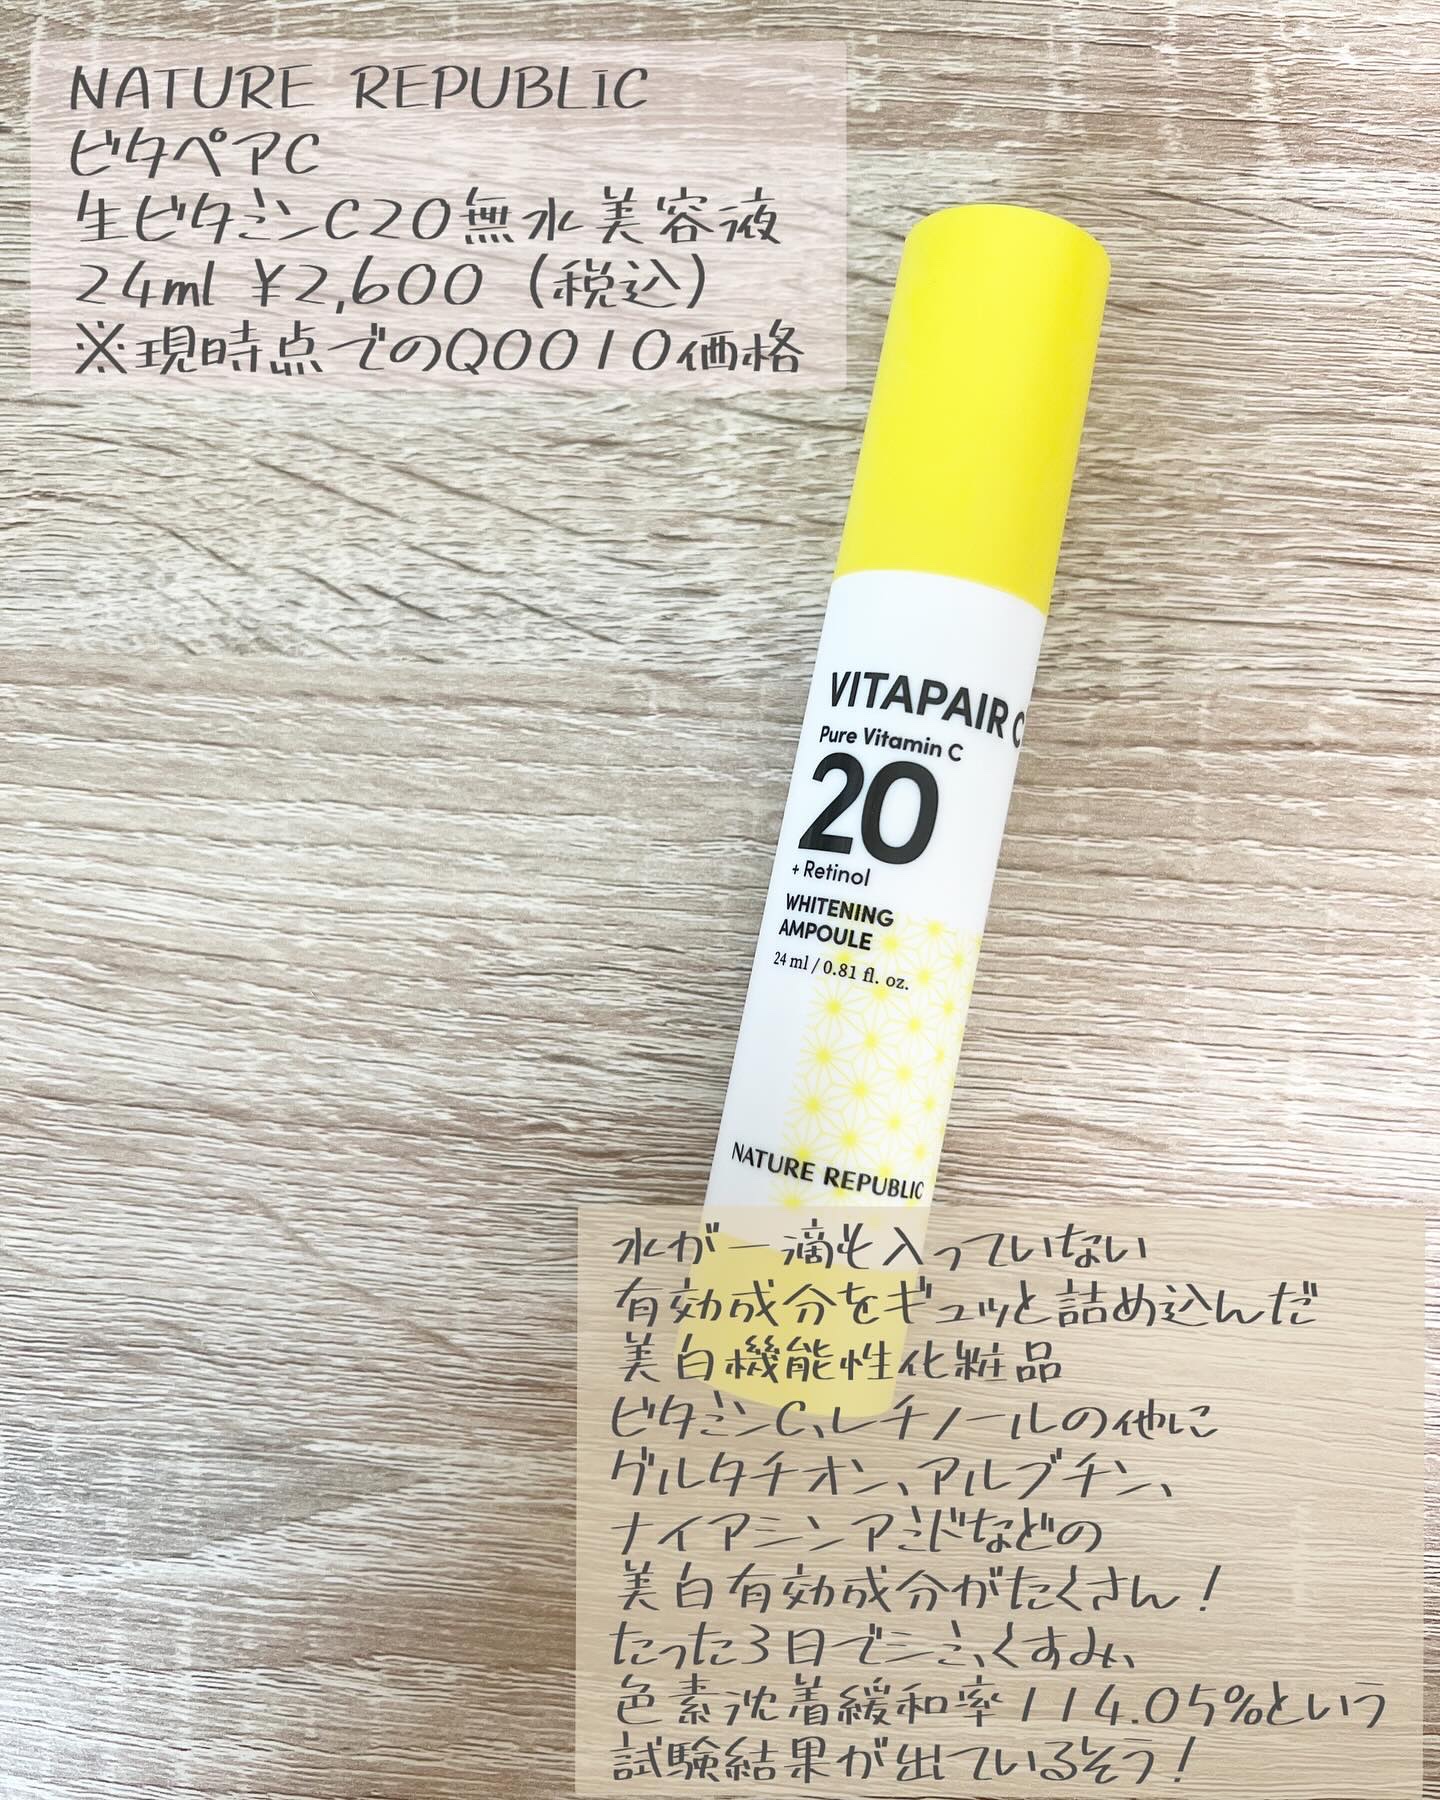 NATURE REPUBLIC
ビタペアC
生ビタミンC20無水美容液
24ml ¥2,600（税込）
※現時点でのQ0010価格
VITAPAIR C
Pure Vitamin C
20
+ Retinol
WHITENING
AMPOULE
24 ml / 0.81 fl. oz.
NATURE REPUBLIC
水が一滴も入っていない
有効成分をギュッと詰め込んだ
美白機能性化粧品
ビタミンC、レチノールの他に
グルタチオン、アルブチン、
ナイアシンアミドなどの
美白有効成分がたくさん！
たった3日でシミ、くすみ、
色素沈着緩和率114.05%という
試験結果が出ているそう！